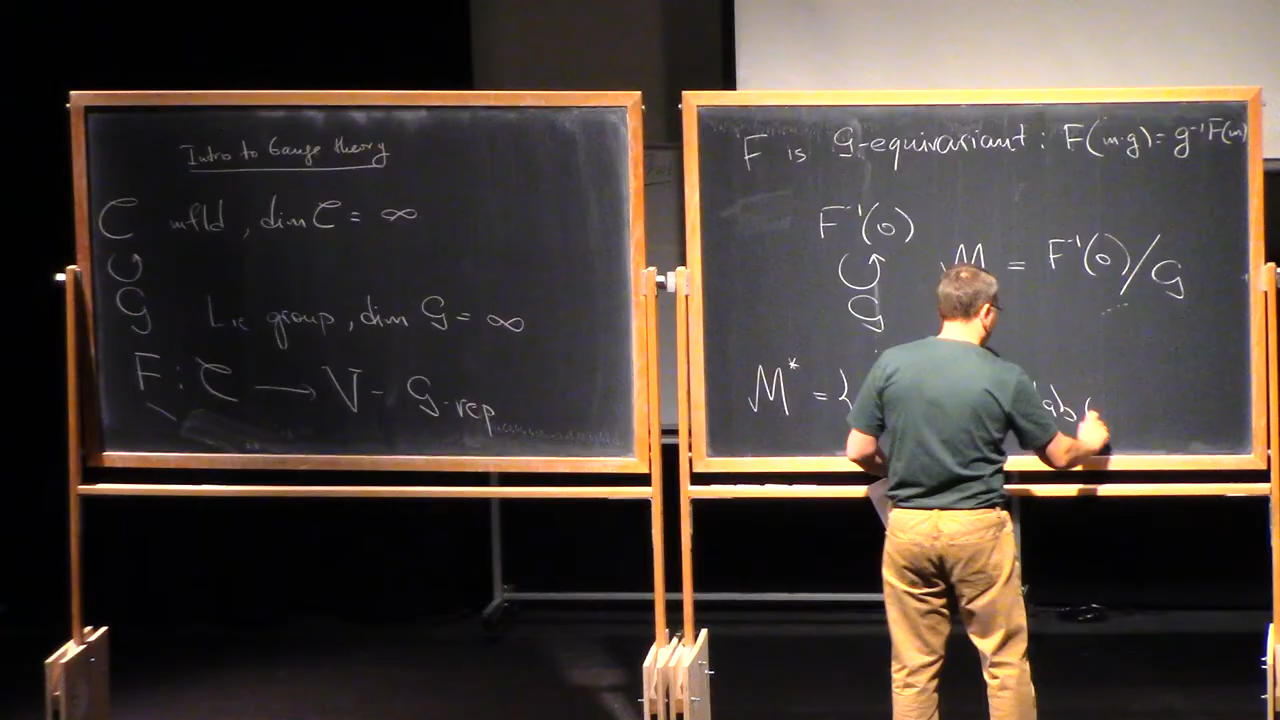 Intro to Gauge theory
C mfld, dim C = ∞
↺
G Lie group, dim G = ∞
F : C → V - G-rep
F is G-equivariant : F(m·g) = g⁻¹F(m)
F⁻¹(0)
↺
G
M = F⁻¹(0)/G
M* = {